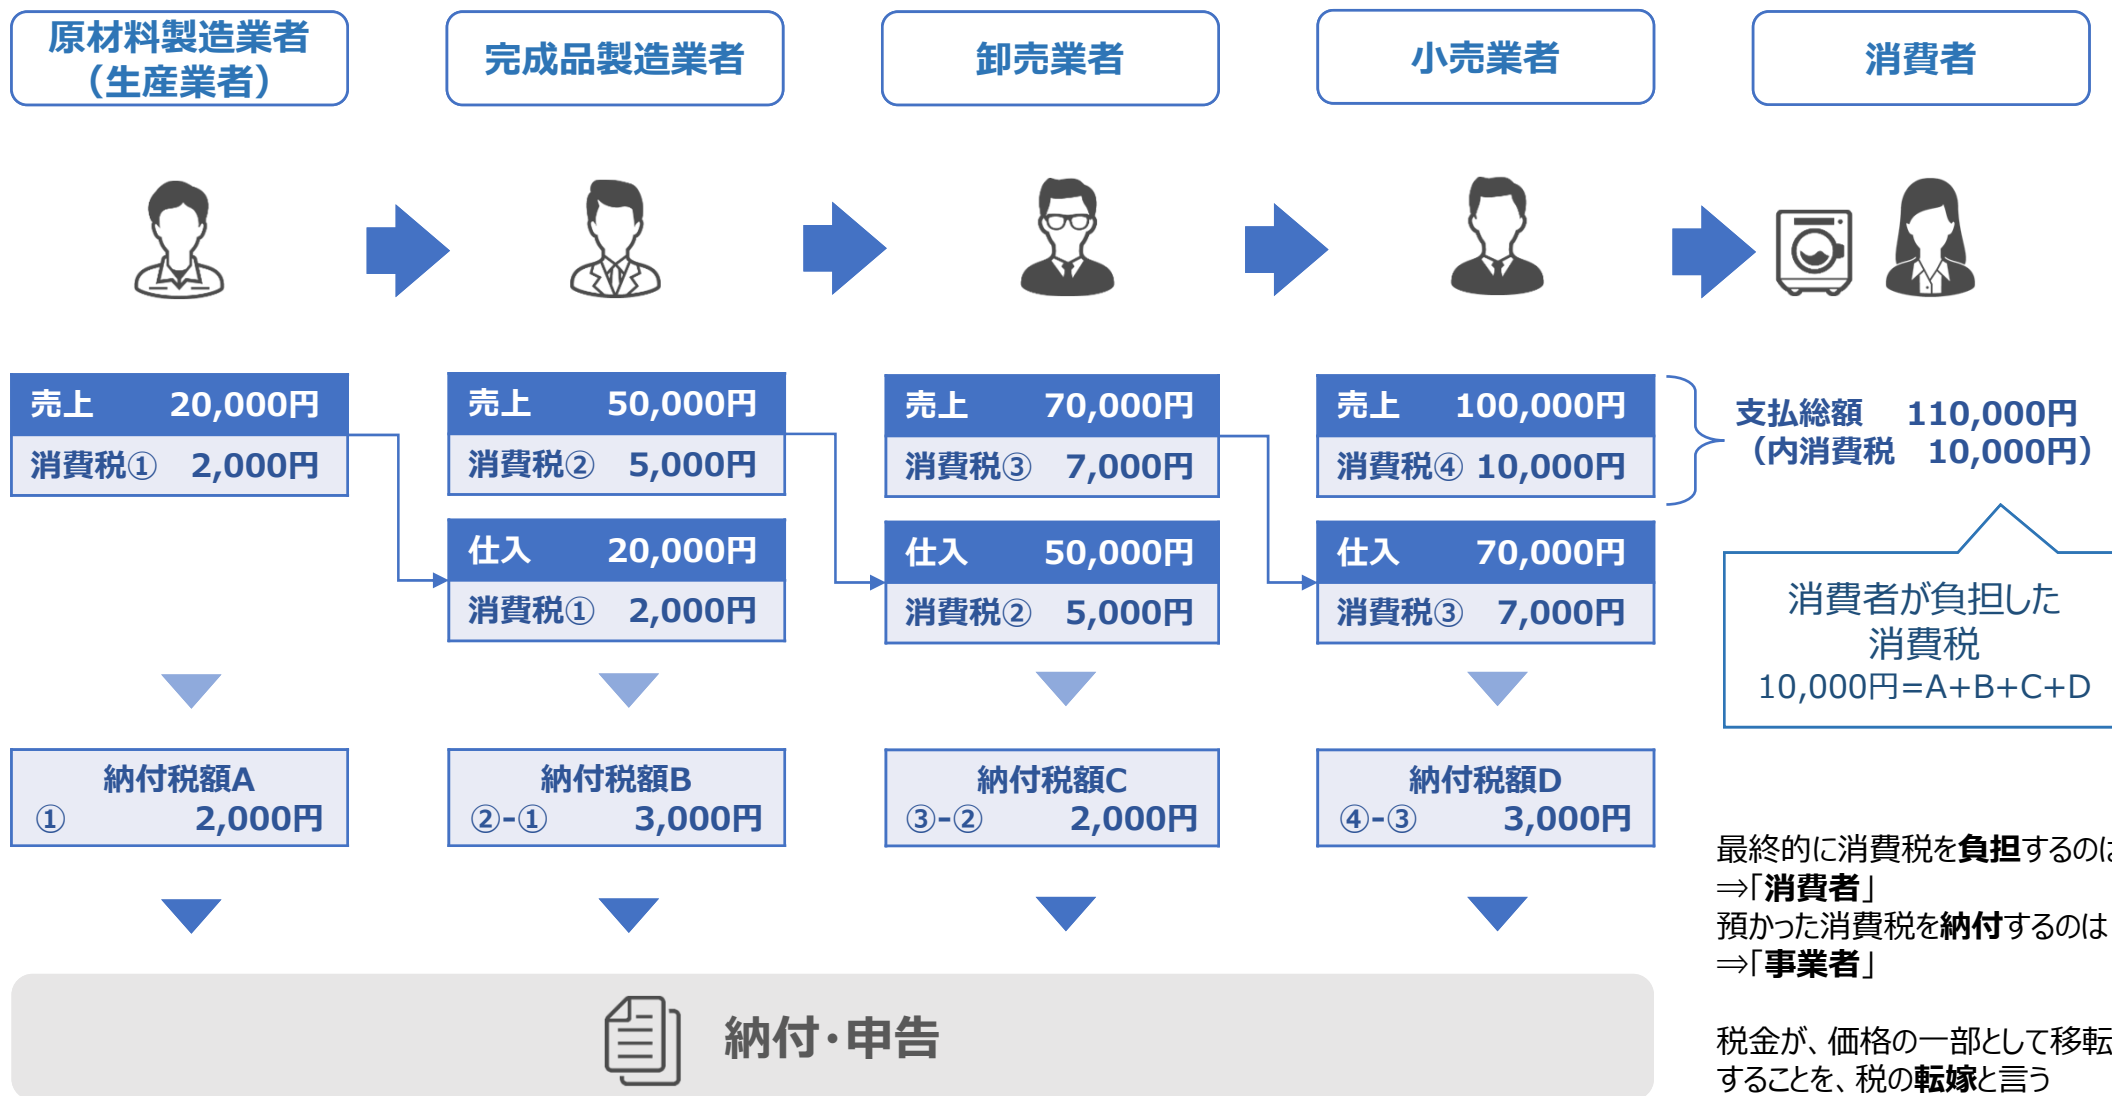 原材料製造業者
（生産業者）
完成品製造業者
卸売業者
小売業者
消費者
売上 20,000円
消費税① 2,000円
売上 50,000円
消費税② 5,000円
仕入 20,000円
消費税① 2,000円
売上 70,000円
消費税③ 7,000円
仕入 50,000円
消費税② 5,000円
売上 100,000円
消費税④ 10,000円
仕入 70,000円
消費税③ 7,000円
支払総額 110,000円
（内消費税 10,000円）
消費者が負担した
消費税
10,000円=A+B+C+D
納付税額A
① 2,000円
納付税額B
②-① 3,000円
納付税額C
③-② 2,000円
納付税額D
④-③ 3,000円
納付・申告
最終的に消費税を負担するのは
⇒「消費者」
預かった消費税を納付するのは
⇒「事業者」
税金が、価格の一部として移転
することを、税の転嫁と言う